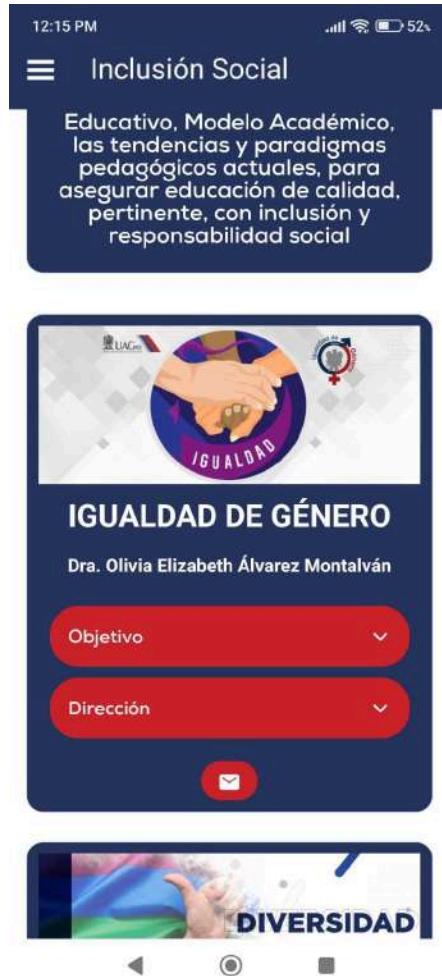 12:15 PM
52%
Inclusión Social
Educativo, Modelo Académico,
las tendencias y paradigmas
pedagógicos actuales, para
asegurar educación de calidad,
pertinente, con inclusión y
responsabilidad social
UAGro
IGUALDAD
IGUALDAD DE GÉNERO
Dra. Olivia Elizabeth Álvarez Montalván
Objetivo
Dirección
DIVERSIDAD